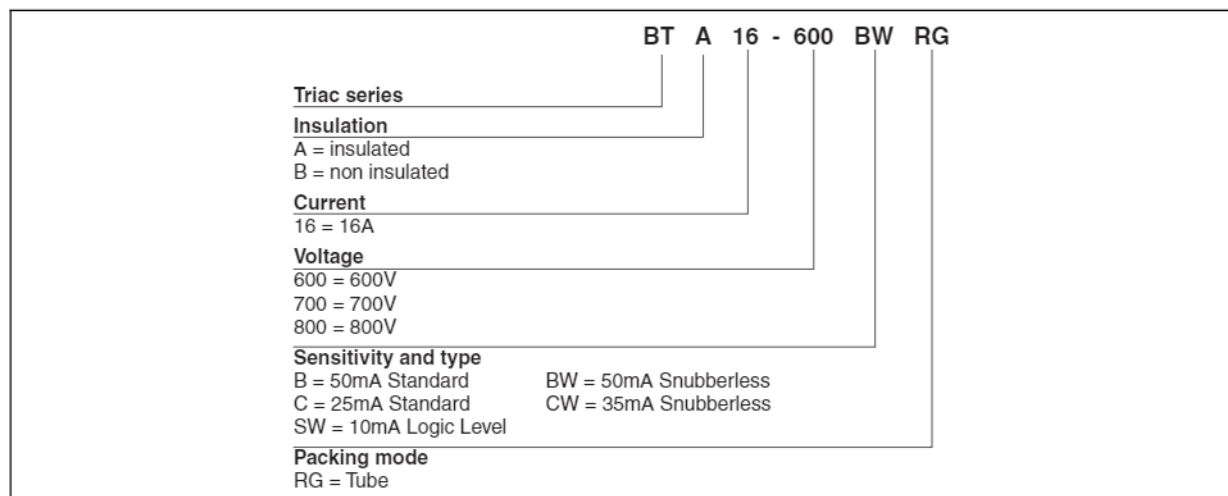 BT A 16 - 600 BW RG
Triac series
Insulation
A = insulated
B = non insulated
Current
16 = 16A
Voltage
600 = 600V
700 = 700V
800 = 800V
Sensitivity and type
B = 50mA Standard BW = 50mA Snubberless
C = 25mA Standard CW = 35mA Snubberless
SW = 10mA Logic Level
Packing mode
RG = Tube